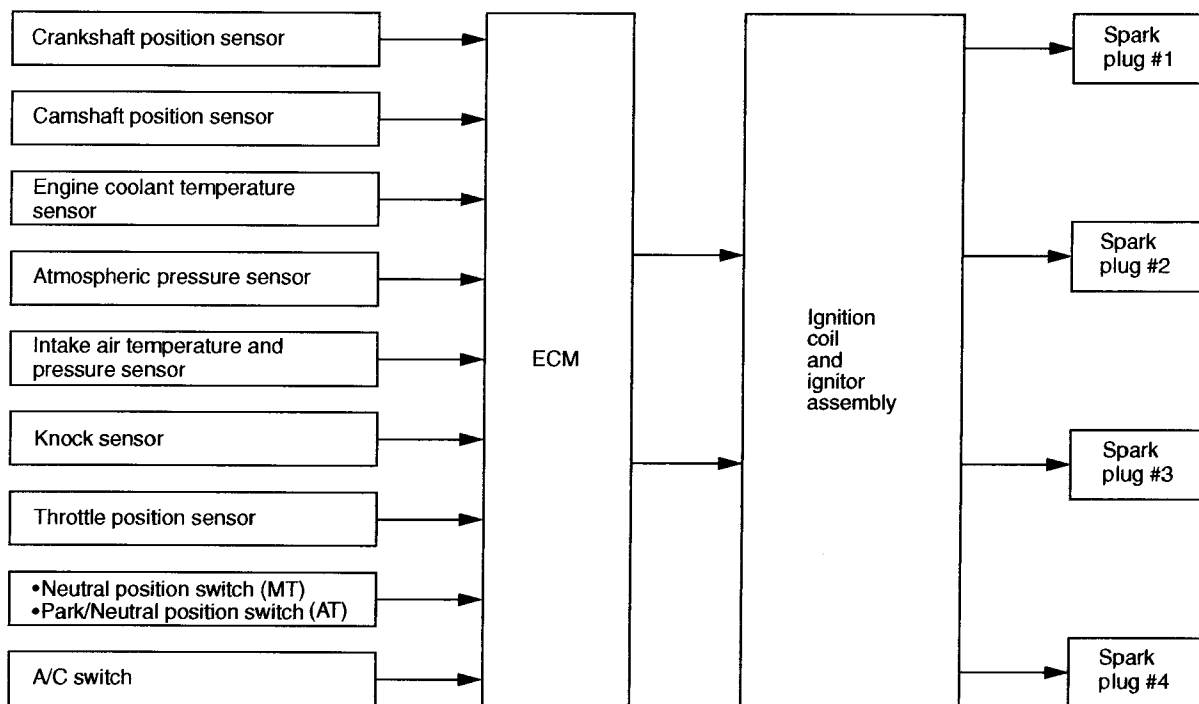 Crankshaft position sensor
Camshaft position sensor
Engine coolant temperature
sensor
Atmospheric pressure sensor
Intake air temperature and
pressure sensor
Knock sensor
Throttle position sensor
•Neutral position switch (MT)
•Park/Neutral position switch (AT)
A/C switch
ECM
Ignition
coil
and
ignitor
assembly
Spark
plug #1
Spark
plug #2
Spark
plug #3
Spark
plug #4